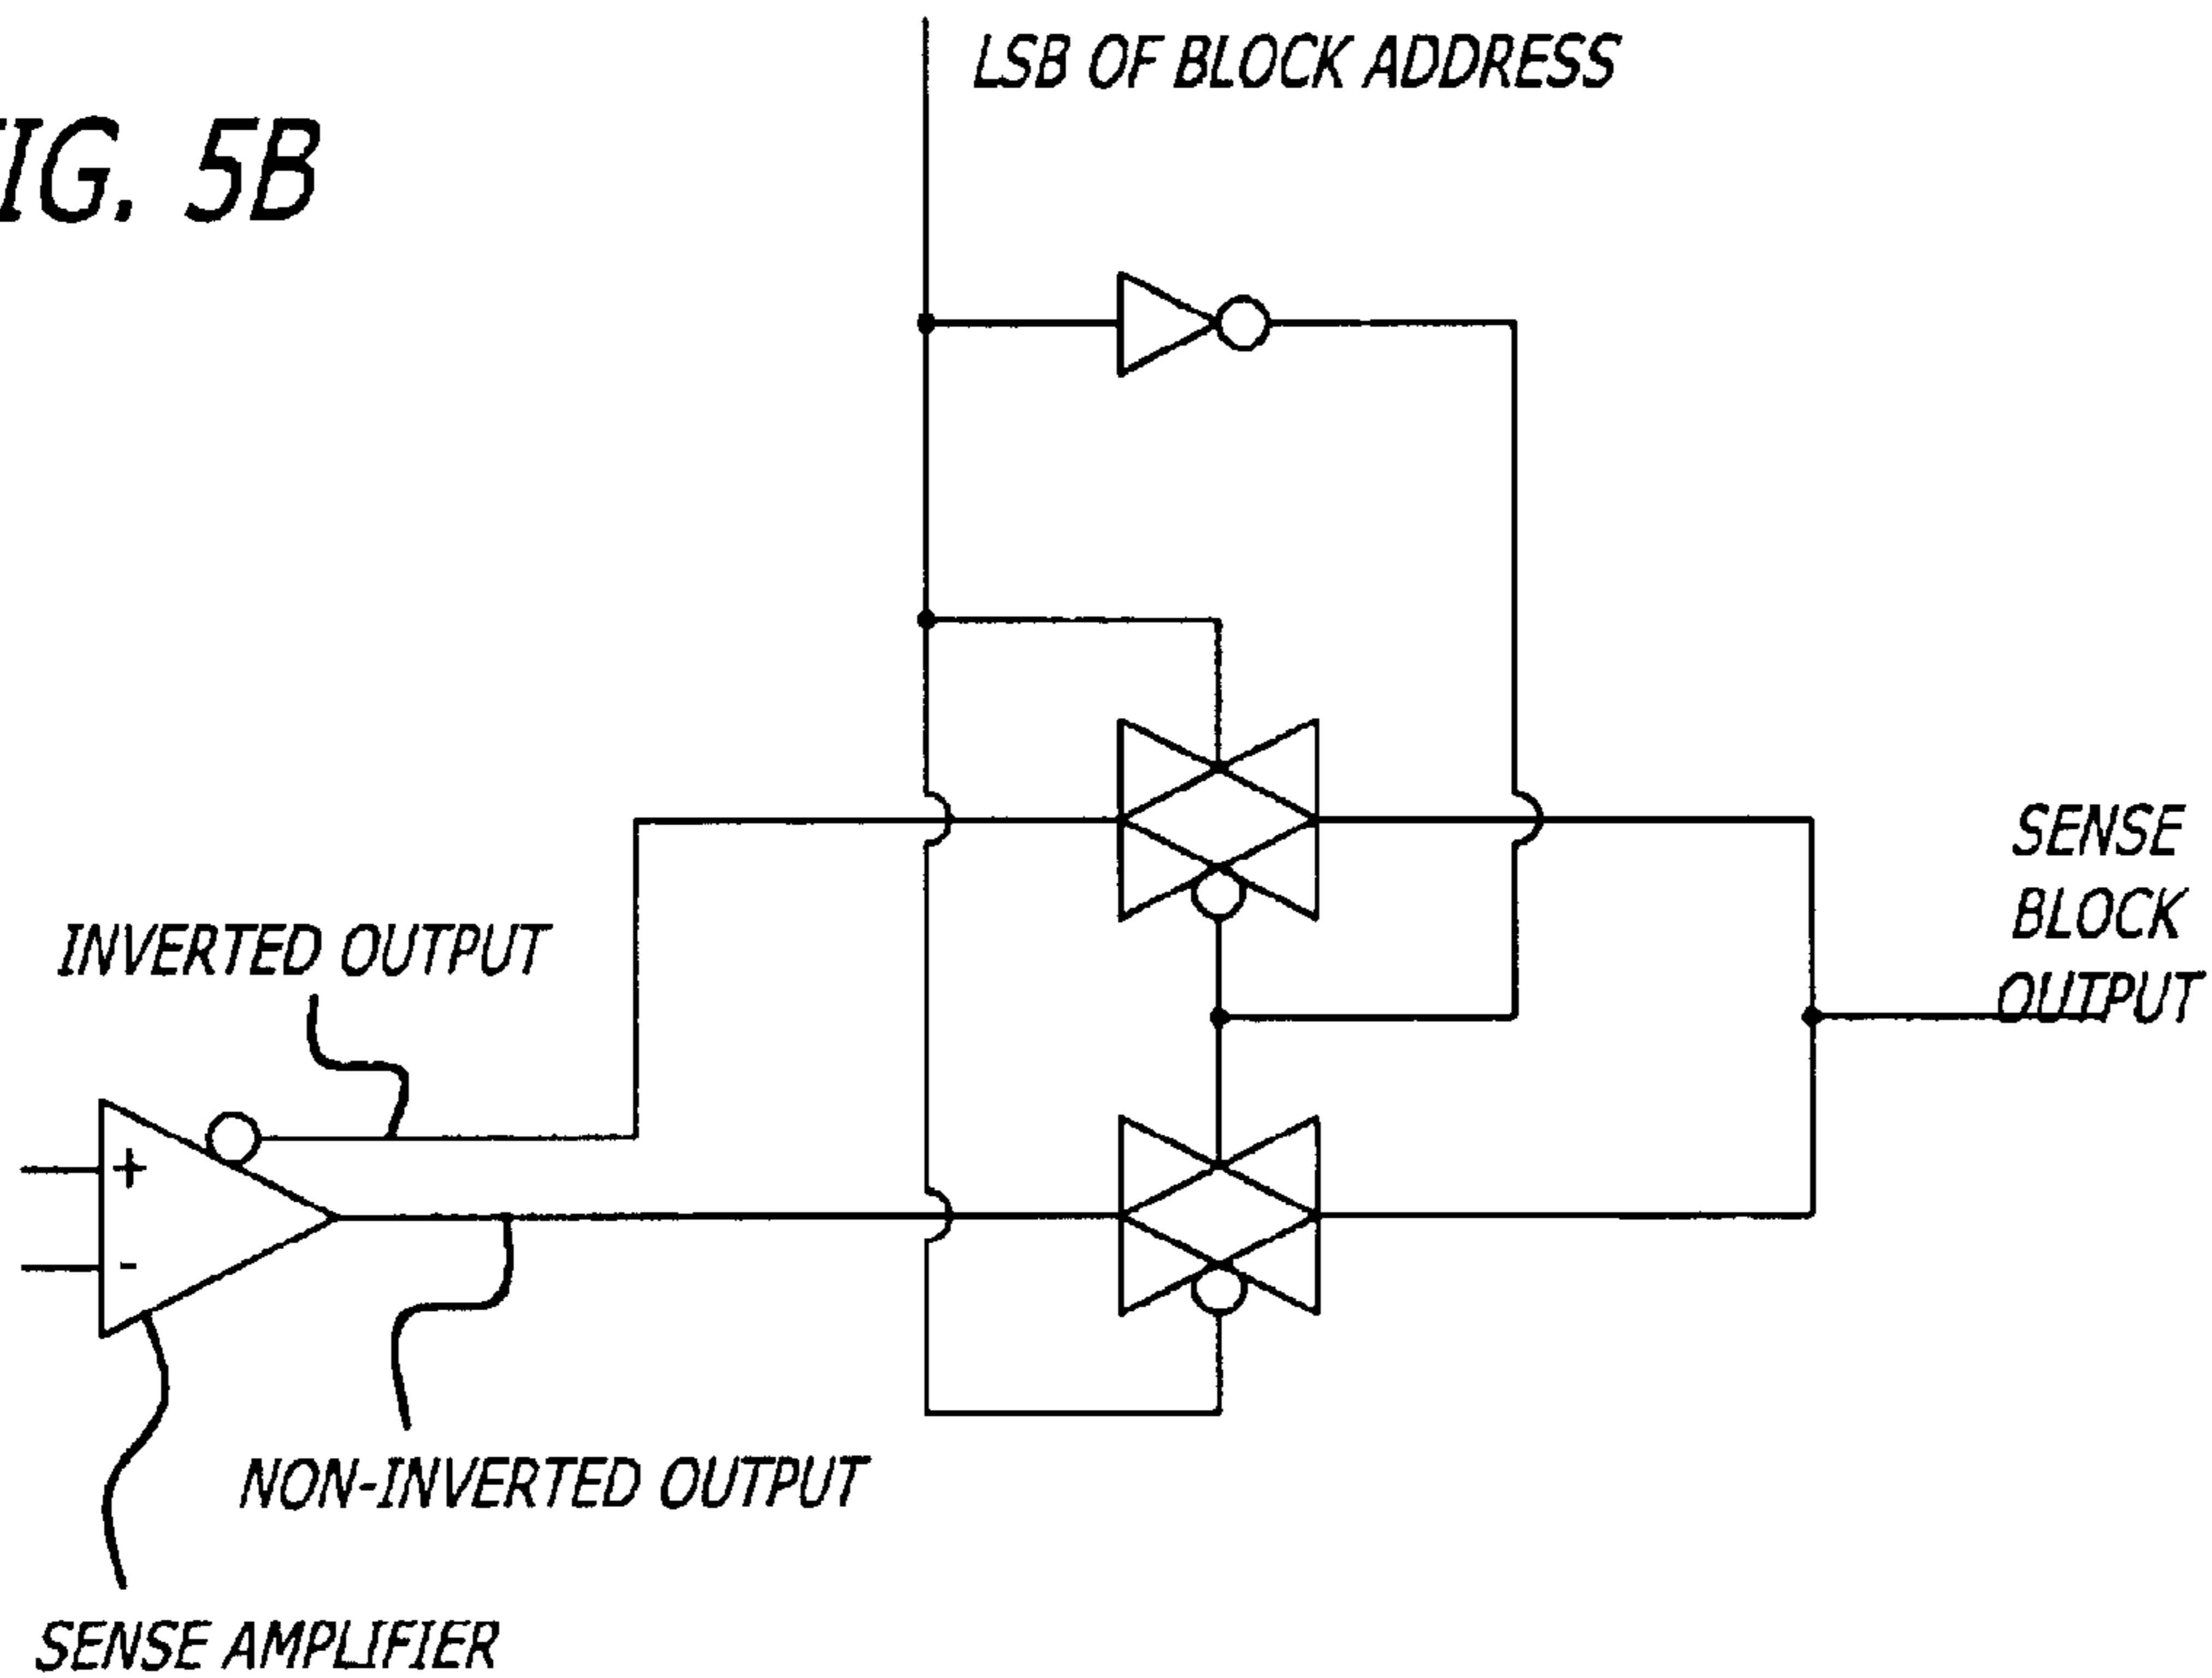 LSB OF BLOCK ADDRESS
IG. 5B
SENSE
BLOCK
OUTPUT
INVERTED OUTPUT
+
-
NON-INVERTED OUTPUT
SENSE AMPLIFIER